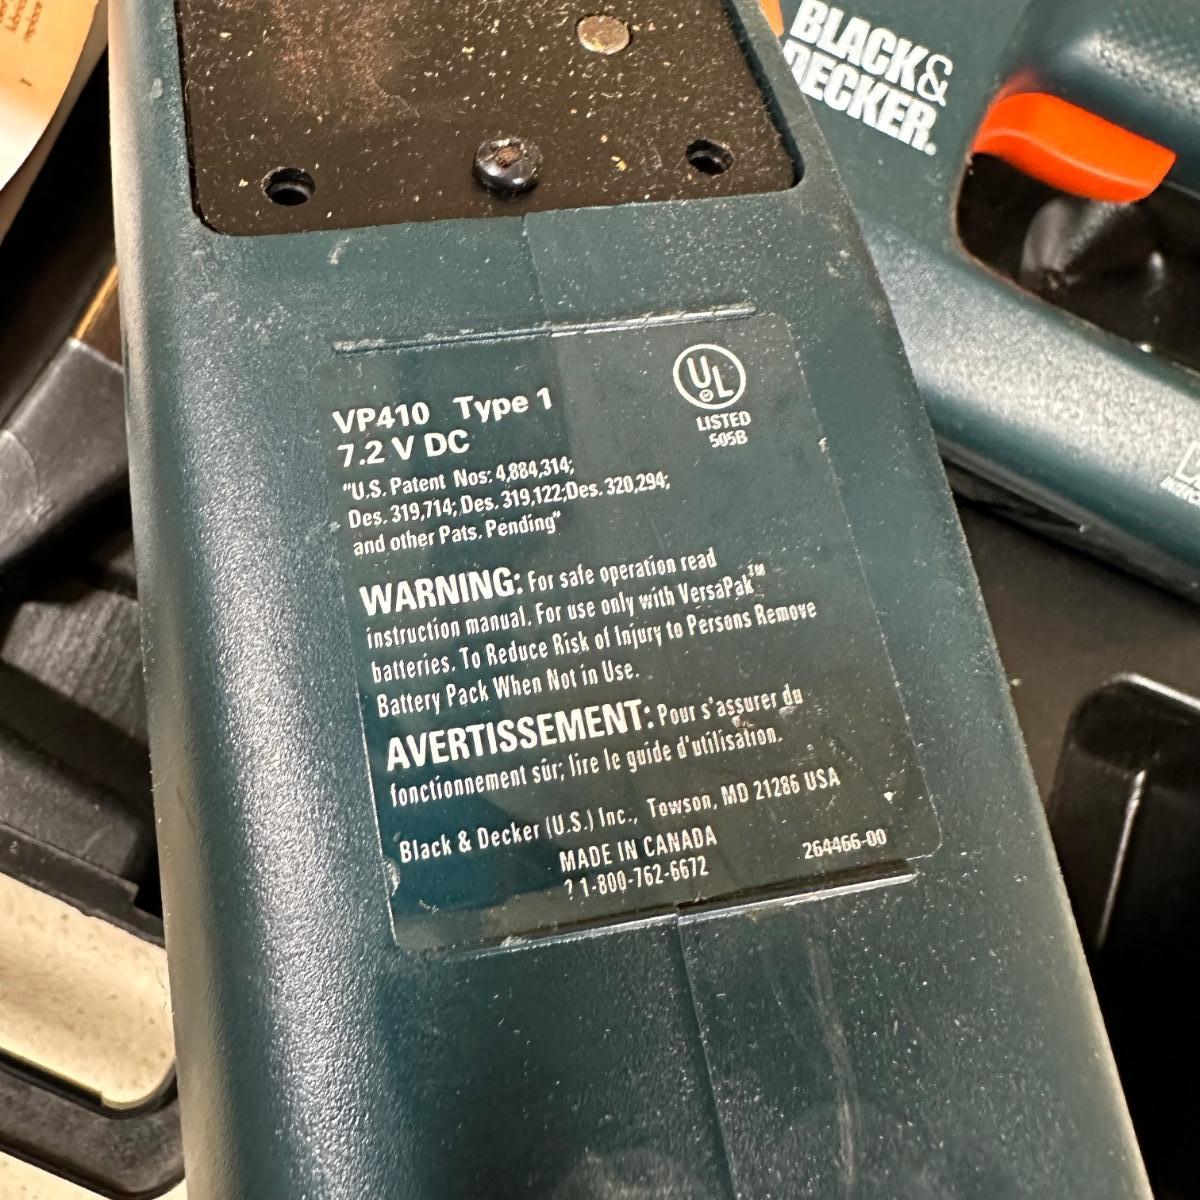 BLACK&
DECKER.
VP410 Type 1
7.2 V DC
UL
LISTED
505B
"U.S. Patent Nos: 4,884,314;
Des. 319,714; Des. 319,122;Des. 320,294;
and other Pats. Pending"
WARNING: For safe operation read
instruction manual. For use only with VersaPak™
batteries. To Reduce Risk of Injury to Persons Remove
Battery Pack When Not in Use.
AVERTISSEMENT: Pour s'assurer du
fonctionnement sûr; lire le guide d'utilisation.
Black & Decker (U.S.) Inc., Towson, MD 21286 USA
MADE IN CANADA
264466-00
? 1-800-762-6672